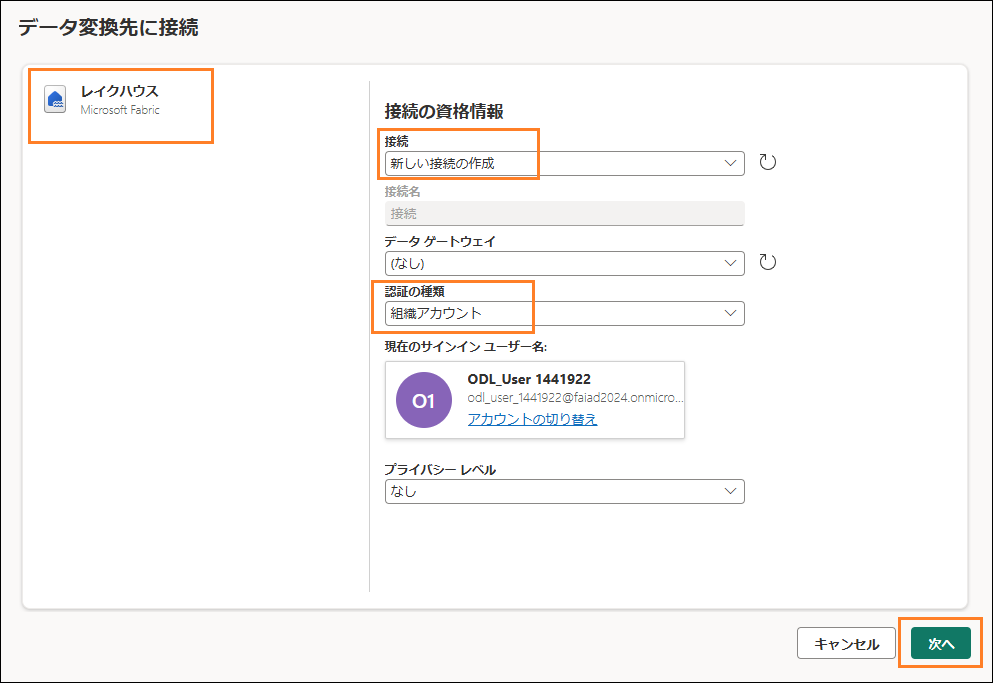 データ変換先に接続
レイクハウス
Microsoft Fabric
接続の資格情報
接続
新しい接続の作成
接続名
接続
データ ゲートウェイ
(なし)
認証の種類
組織アカウント
現在のサインイン ユーザー名:
O1
ODL_User 1441922
odl_user_1441922@faiad2024.onmicro...
アカウントの切り替え
プライバシー レベル
なし
キャンセル
次へ